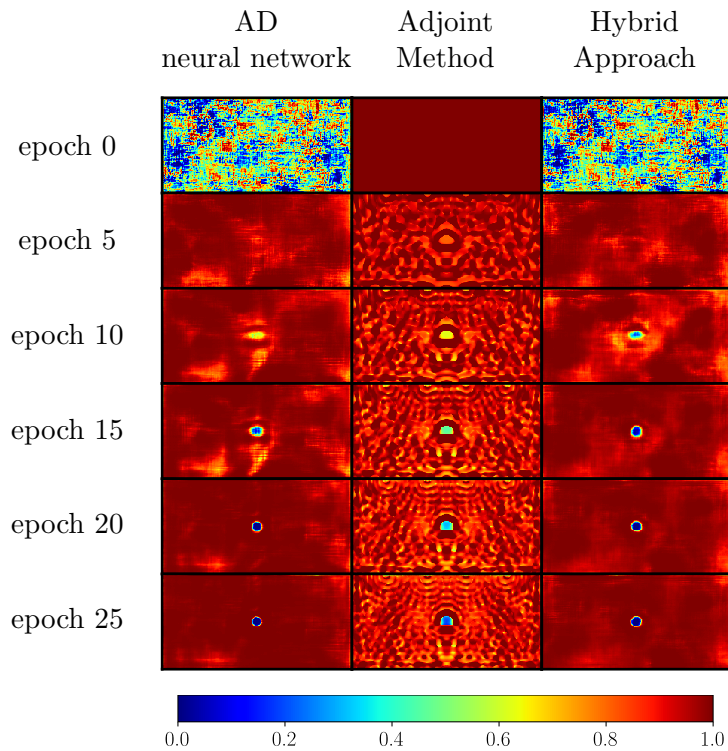 AD
neural network
Adjoint
Method
Hybrid
Approach
epoch 0
epoch 5
epoch 10
epoch 15
epoch 20
epoch 25
0.0 0.2 0.4 0.6 0.8 1.0